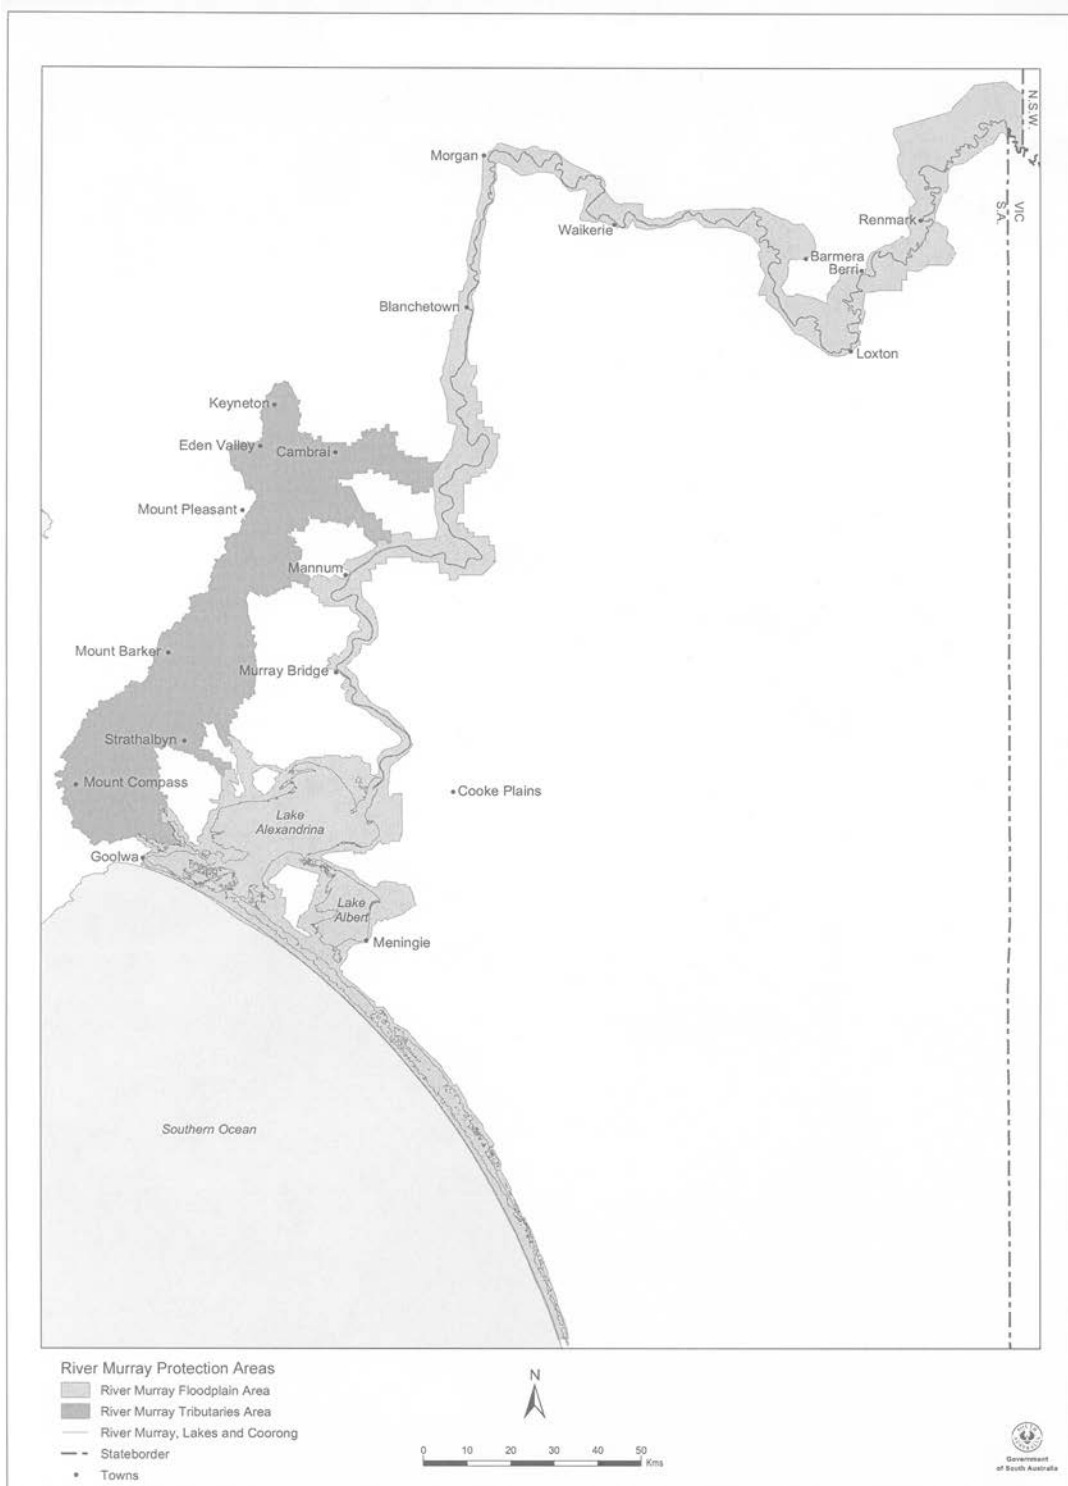 N.S.W.
VIC
S.A.
Morgan
Waikerie
Renmark
Barmera
Berri
Blanchetown
Loxton
Keyneton
Eden Valley
Cambrai
Mount Pleasant
Mannum
Mount Barker
Murray Bridge
Strathalbyn
Mount Compass
Cooke Plains
Lake
Alexandrina
Goolwa
Lake
Albert
Meningie
Southern Ocean
River Murray Protection Areas
River Murray Floodplain Area
River Murray Tributaries Area
River Murray, Lakes and Coorong
Stateborder
Towns
N
0 10 20 30 40 50
Kms
SOUTH
AUSTRALIA
Government
of South Australia